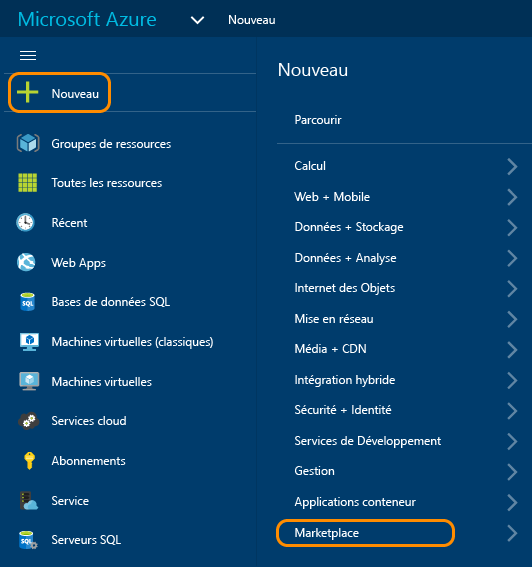 Microsoft Azure Nouveau
Nouveau
Groupes de ressources
Toutes les ressources
Récent
Web Apps
SQL Bases de données SQL
Machines virtuelles (classiques)
Machines virtuelles
Services cloud
Abonnements
Service
SQL Serveurs SQL
Nouveau
Parcourir
Calcul
Web + Mobile
Données + Stockage
Données + Analyse
Internet des Objets
Mise en réseau
Média + CDN
Intégration hybride
Sécurité + Identité
Services de Développement
Gestion
Applications conteneur
Marketplace